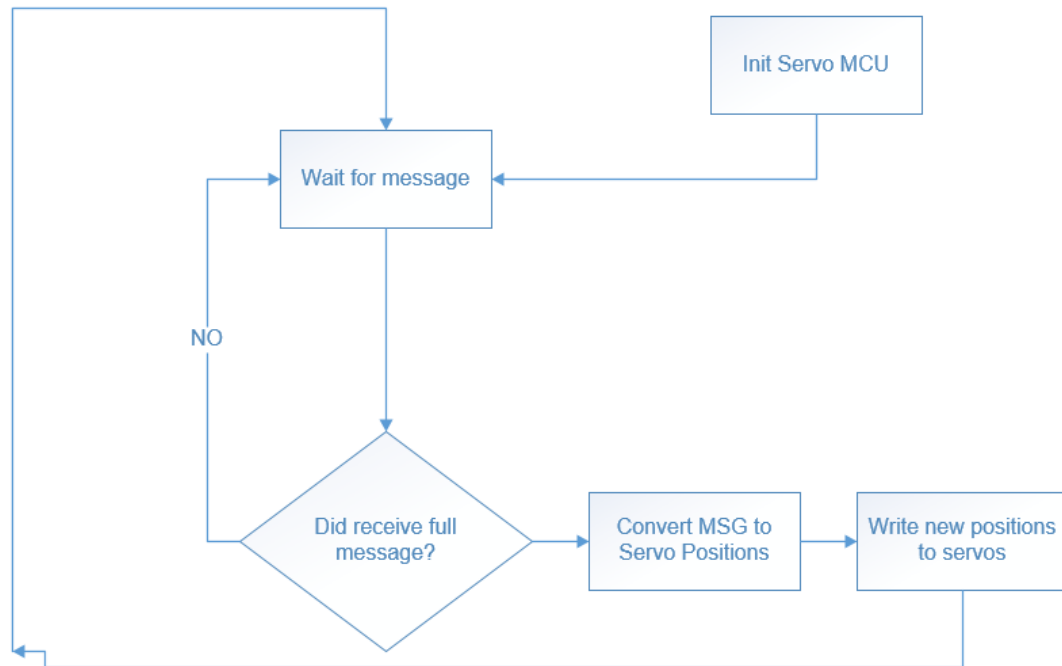 Init Servo MCU
Wait for message
NO
Did receive full
message?
Convert MSG to
Servo Positions
Write new positions
to servos